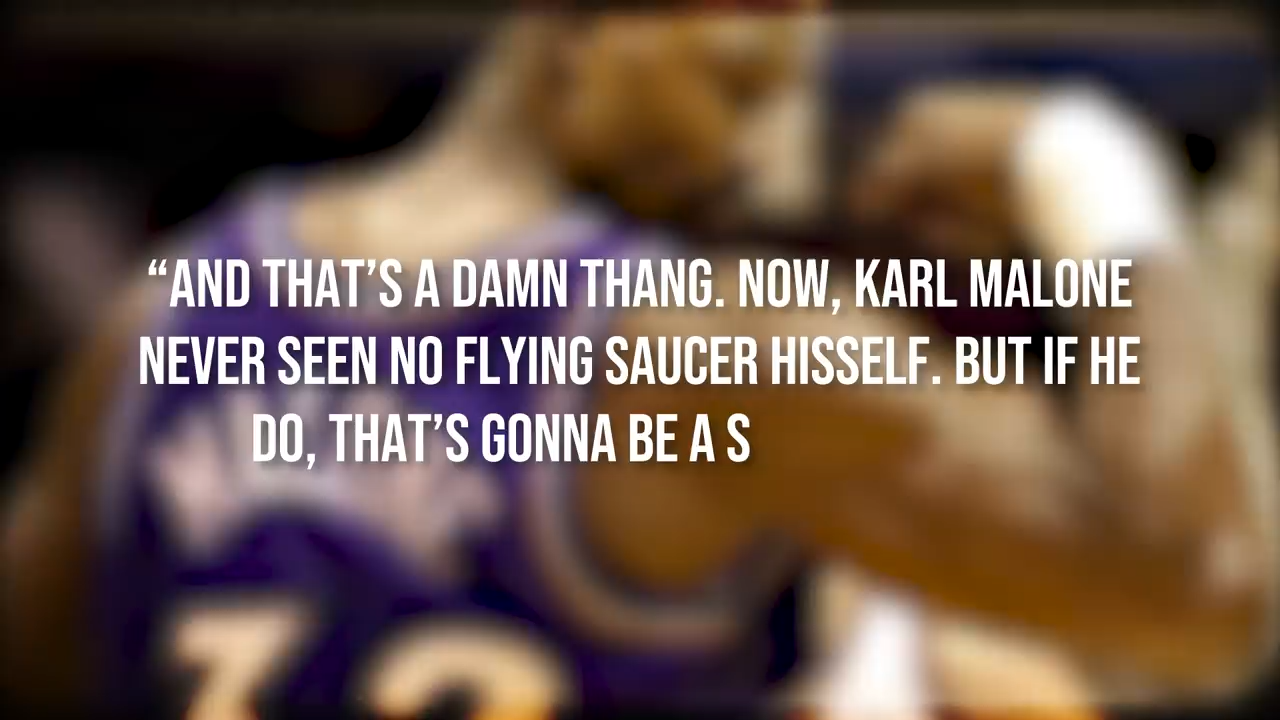 “AND THAT’S A DAMN THANG. NOW, KARL MALONE
NEVER SEEN NO FLYING SAUCER HISSELF. BUT IF HE
DO, THAT’S GONNA BE A S